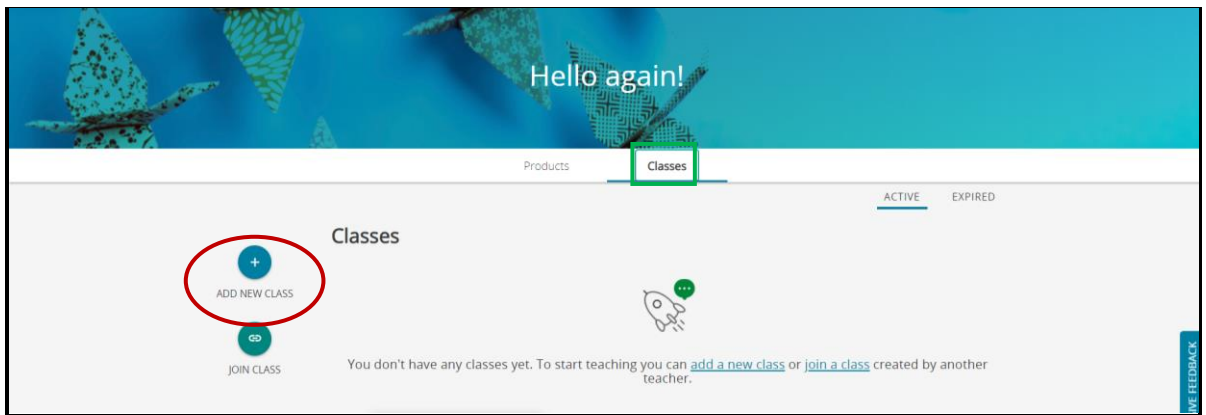 Hello again!
Products Classes
ACTIVE EXPIRED
Classes
+
ADD NEW CLASS
JOIN CLASS
You don't have any classes yet. To start teaching you can add a new class or join a class created by another
teacher.
VE FEEDBACK